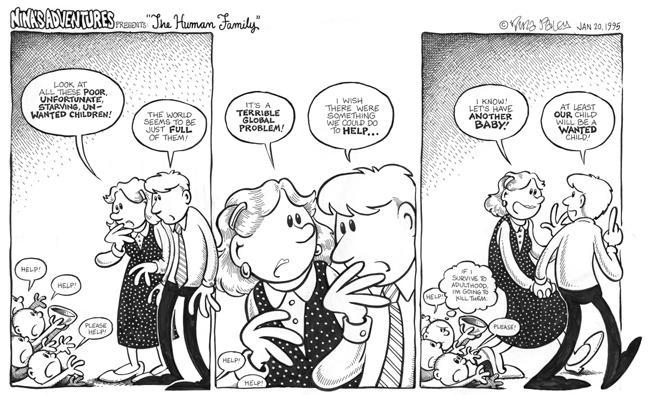 NINA'S ADVENTURES PRESENTS: "The Human Family"
© Nina Paley JAN 20, 1995
LOOK AT
ALL THESE POOR,
UNFORTUNATE,
STARVING, UN-
WANTED CHILDREN!
THE WORLD
SEEMS TO BE
JUST FULL
OF THEM!
HELP!
HELP!
PLEASE
HELP!
IT'S A
TERRIBLE
GLOBAL
PROBLEM!
I WISH
THERE WERE
SOMETHING
WE COULD DO
TO HELP...
HELP!
HELP!
I KNOW!
LET'S HAVE
ANOTHER
BABY!
AT LEAST
OUR CHILD
WILL BE A
WANTED
CHILD!
HELP!
IF I
SURVIVE TO
ADULTHOOD,
I'M GOING TO
KILL THEM.
PLEASE!